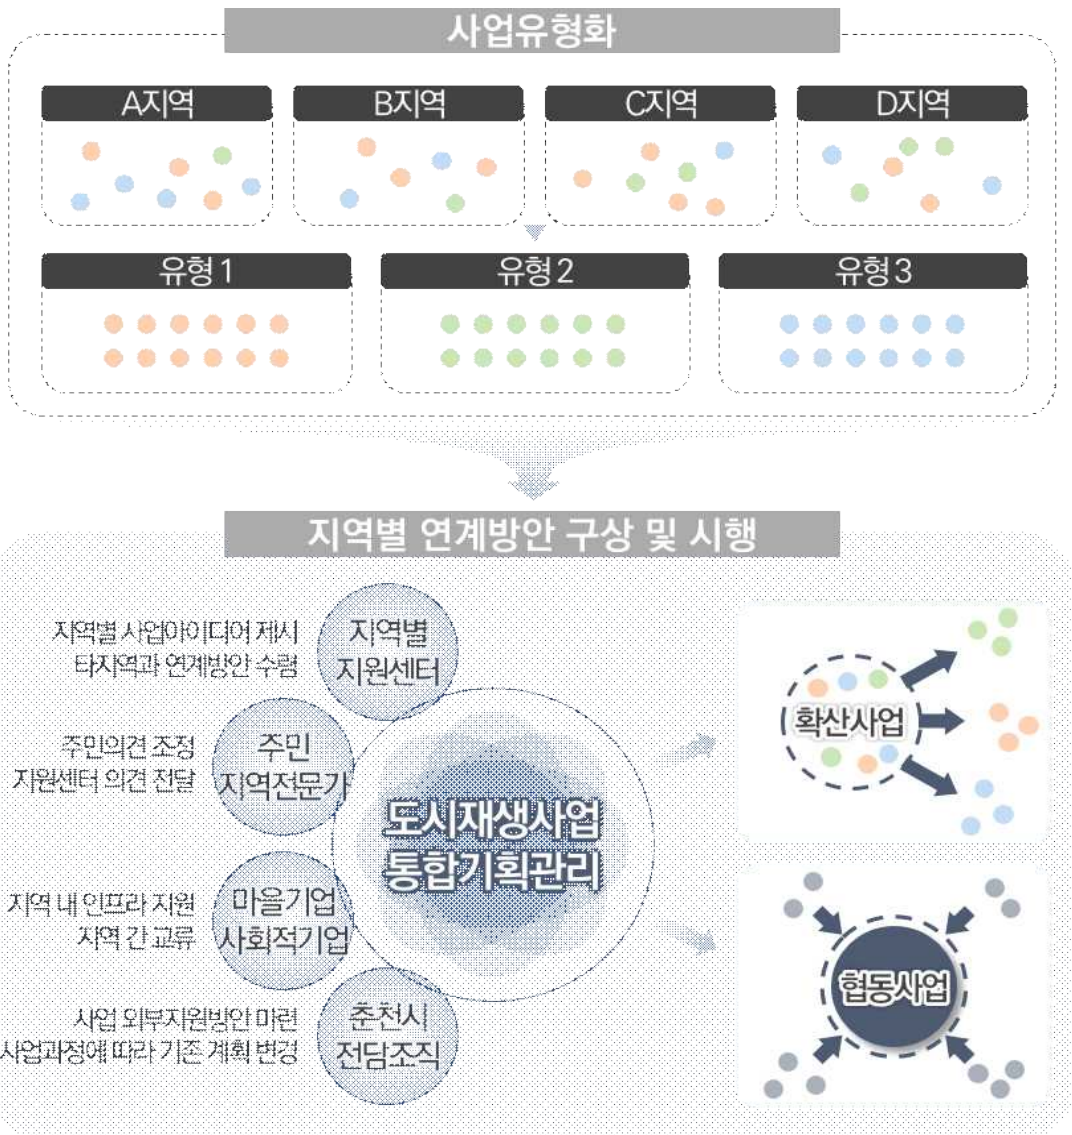 사업유형화
A지역
B지역
C지역
D지역
유형 1
유형 2
유형 3
지역별 연계방안 구상 및 시행
지역별 사업아이디어 제시
타지역과 연계방안 수렴
지역별
지원센터
주민의견 조정
지원센터 의견 전달
주민
지역전문가
지역 내 인프라 지원
지역 간 교류
마을기업
사회적기업
사업 외부지원방안 마련
사업과정에 따라 기존 계획 변경
춘천시
전담조직
도시재생사업
통합기획관리
확산사업
협동사업